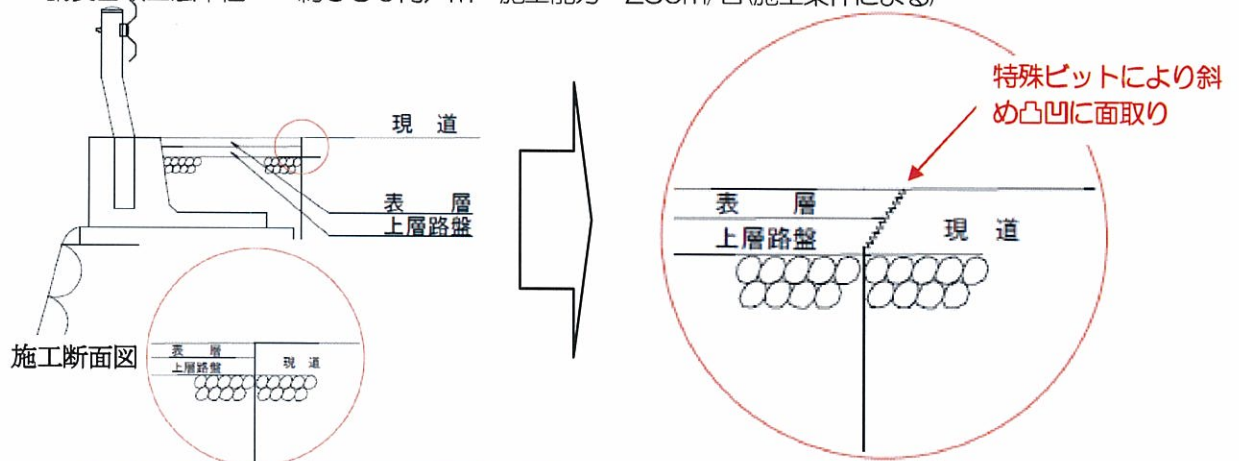 現道
表層
上層路盤
施工断面図
表層
上層路盤
現道
特殊ビットにより斜
め凸凹に面取り
表層
上層路盤
現道